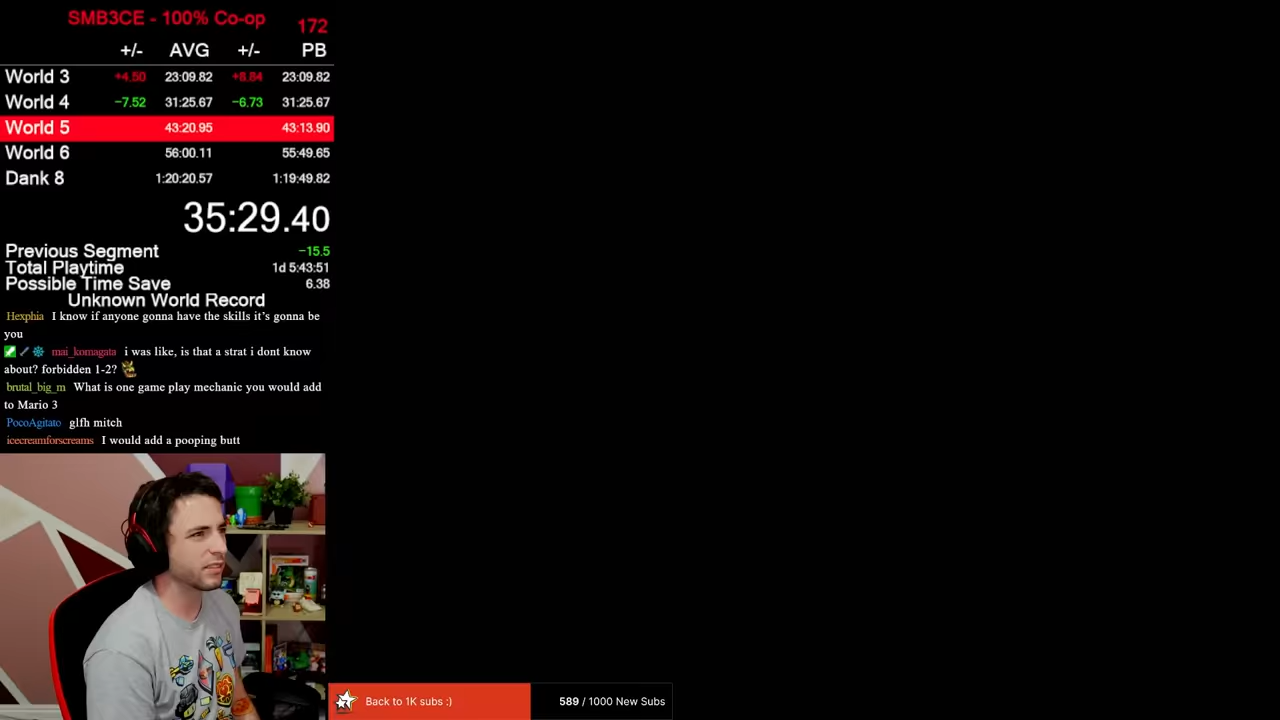 SMB3CE - 100% Co-op 172
+/- AVG +/- PB
World 3 +4.50 23:09.82 +8.84 23:09.82
World 4 −7.52 31:25.67 −6.73 31:25.67
World 5 43:20.95 43:13.90
World 6 56:00.11 55:49.65
Dank 8 1:20:20.57 1:19:49.82
35:29.40
Previous Segment −15.5
Total Playtime 1d 5:43:51
Possible Time Save 6.38
Unknown World Record
Hexphia I know if anyone gonna have the skills it’s gonna be
you
mai_komagata i was like, is that a strat i dont know
about? forbidden 1-2?
brutal_big_m What is one game play mechanic you would add
to Mario 3
PocoAgitato glfh mitch
icecreamforscreams I would add a pooping butt
Back to 1K subs :) 589 / 1000 New Subs